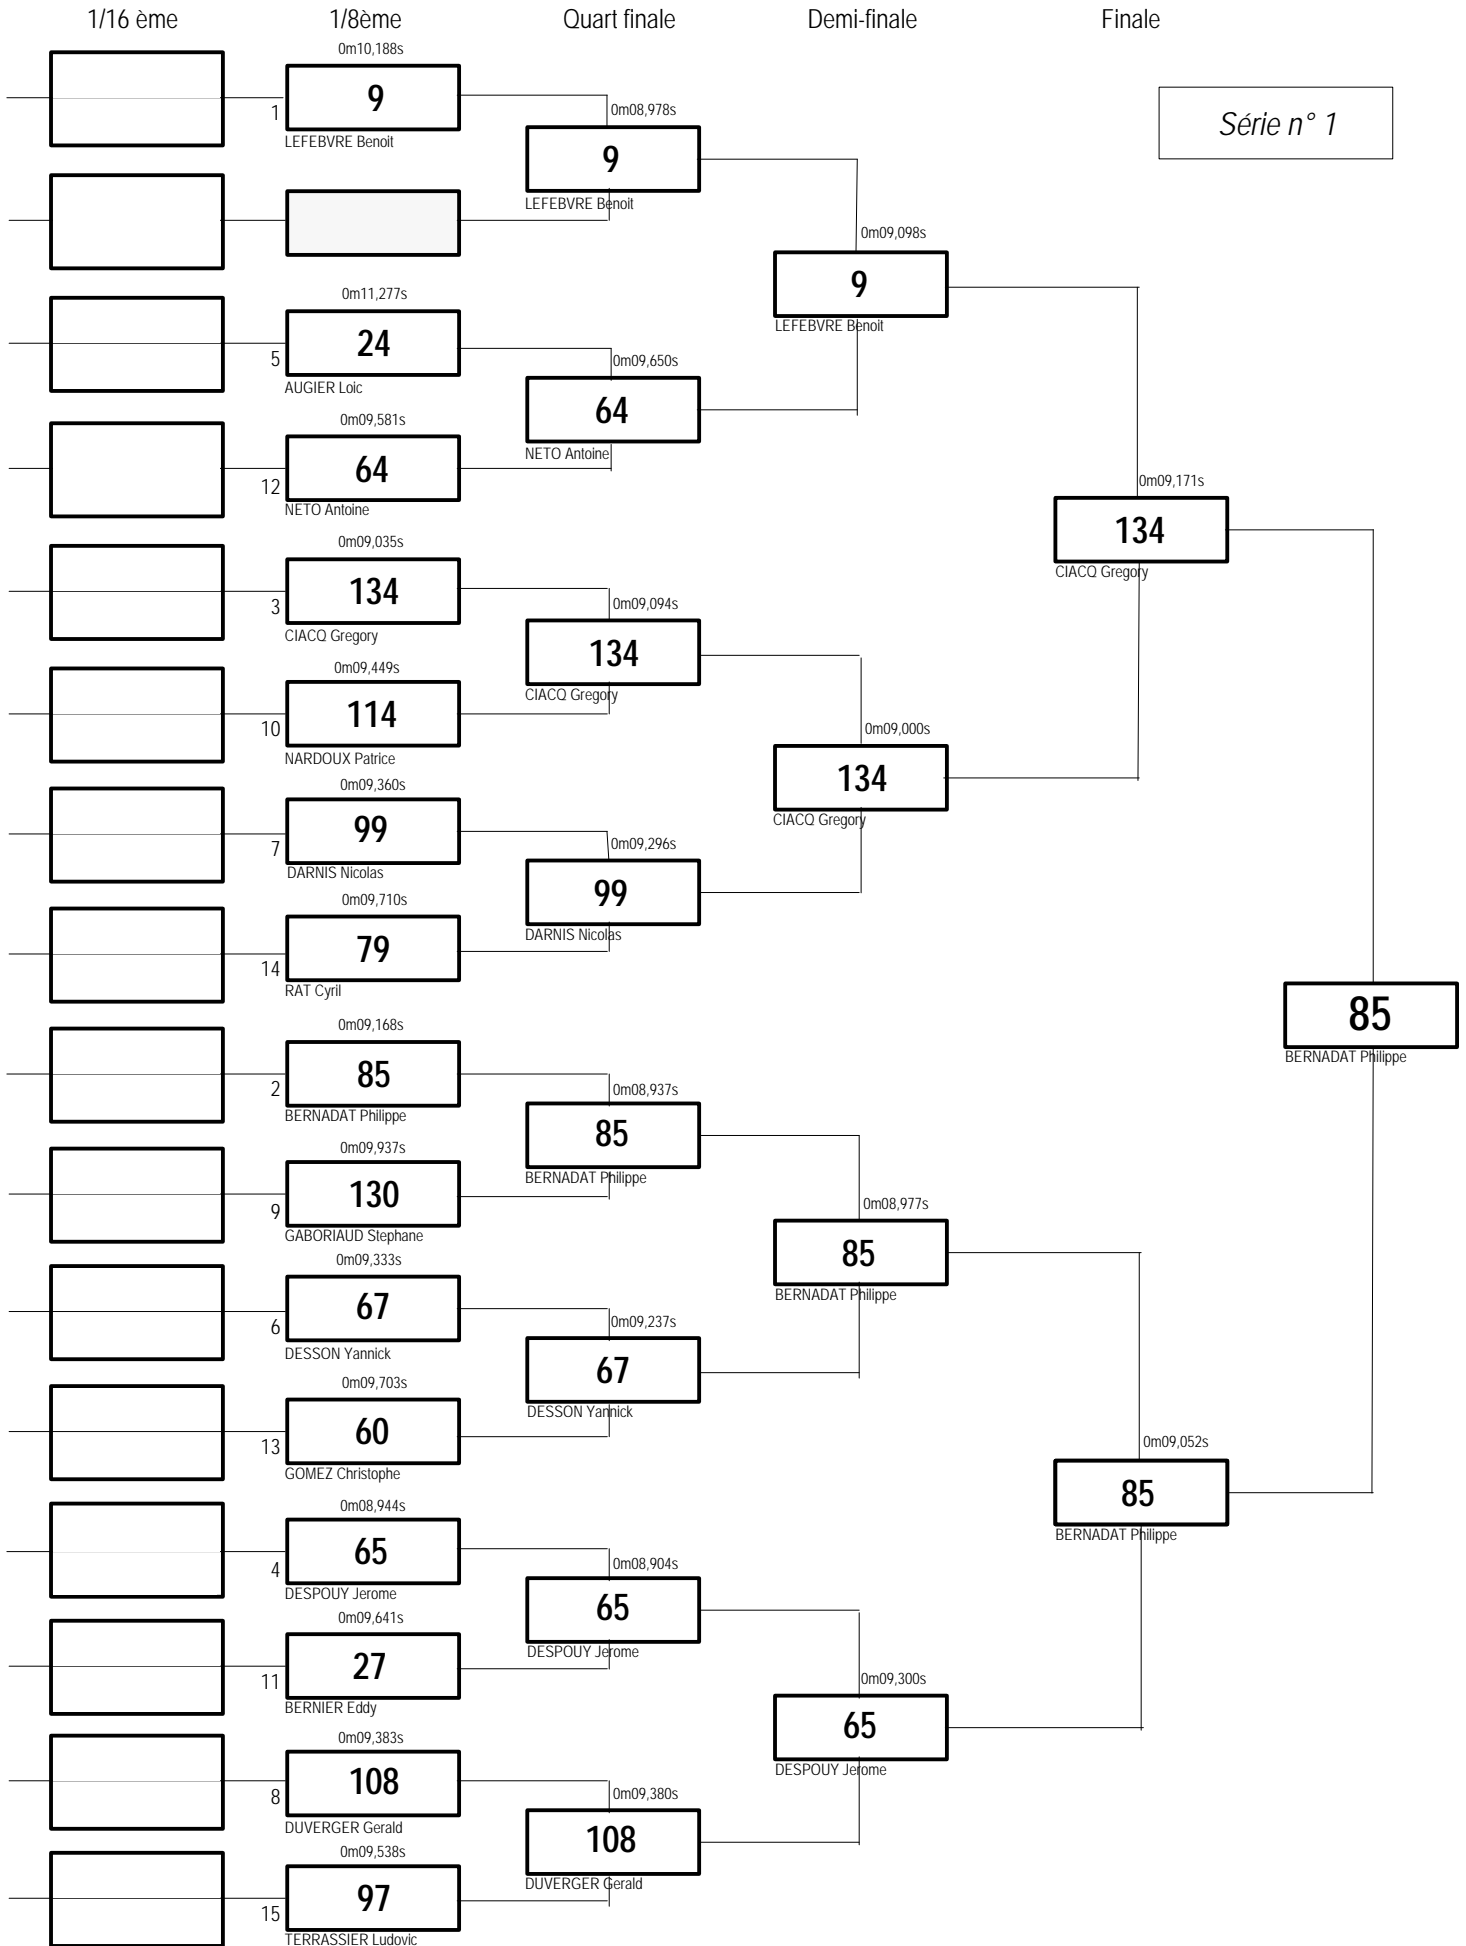 1/16 ème
1/8ème
Quart finale
Demi-finale
Finale
Série n° 1
0m10,188s
1
9
LEFEBVRE Benoit
0m08,978s
9
LEFEBVRE Benoit
0m09,098s
9
LEFEBVRE Benoit
0m11,277s
5
24
AUGIER Loic
0m09,650s
64
NETO Antoine
0m09,581s
12
64
NETO Antoine
0m09,171s
134
CIACQ Gregory
0m09,035s
3
134
CIACQ Gregory
0m09,094s
134
CIACQ Gregory
0m09,449s
10
114
NARDOUX Patrice
0m09,000s
134
CIACQ Gregory
0m09,360s
7
99
DARNIS Nicolas
0m09,296s
99
DARNIS Nicolas
0m09,710s
14
79
RAT Cyril
85
BERNADAT Philippe
0m09,168s
2
85
BERNADAT Philippe
0m08,937s
85
BERNADAT Philippe
0m09,937s
9
130
GABORIAUD Stephane
0m08,977s
85
BERNADAT Philippe
0m09,333s
6
67
DESSON Yannick
0m09,237s
67
DESSON Yannick
0m09,703s
13
60
GOMEZ Christophe
0m09,052s
85
BERNADAT Philippe
0m08,944s
4
65
DESPOUY Jerome
0m08,904s
65
DESPOUY Jerome
0m09,641s
11
27
BERNIER Eddy
0m09,300s
65
DESPOUY Jerome
0m09,383s
8
108
DUVERGER Gerald
0m09,380s
108
DUVERGER Gerald
0m09,538s
15
97
TERRASSIER Ludovic